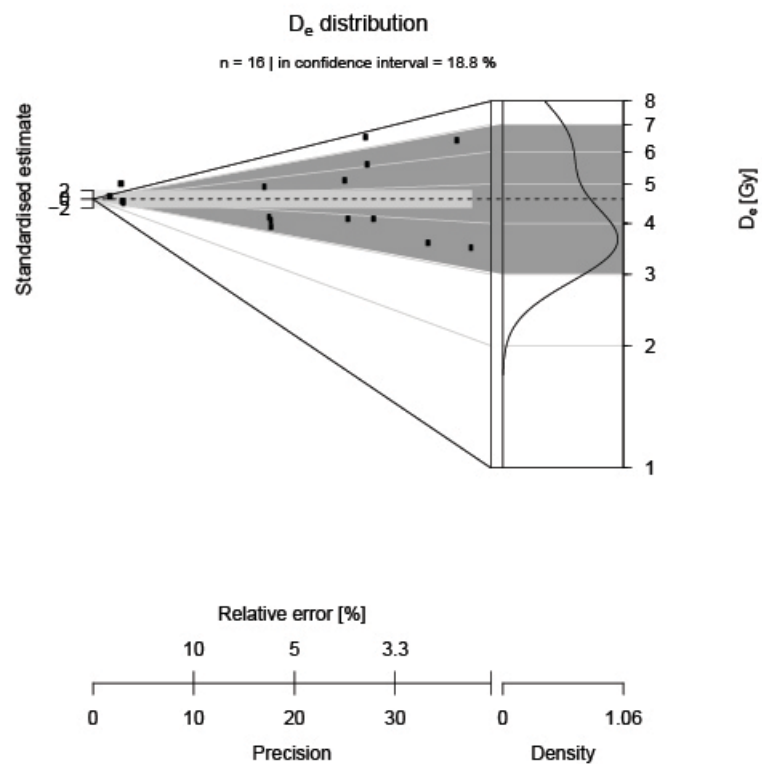 Dₑ distribution
n = 16 | in confidence interval = 18.8 %
Standardised estimate
2
0
−2
8
7
6
5
4
3
2
1
Dₑ [Gy]
Relative error [%]
10 5 3.3
0 10 20 30 0 1.06
Precision Density